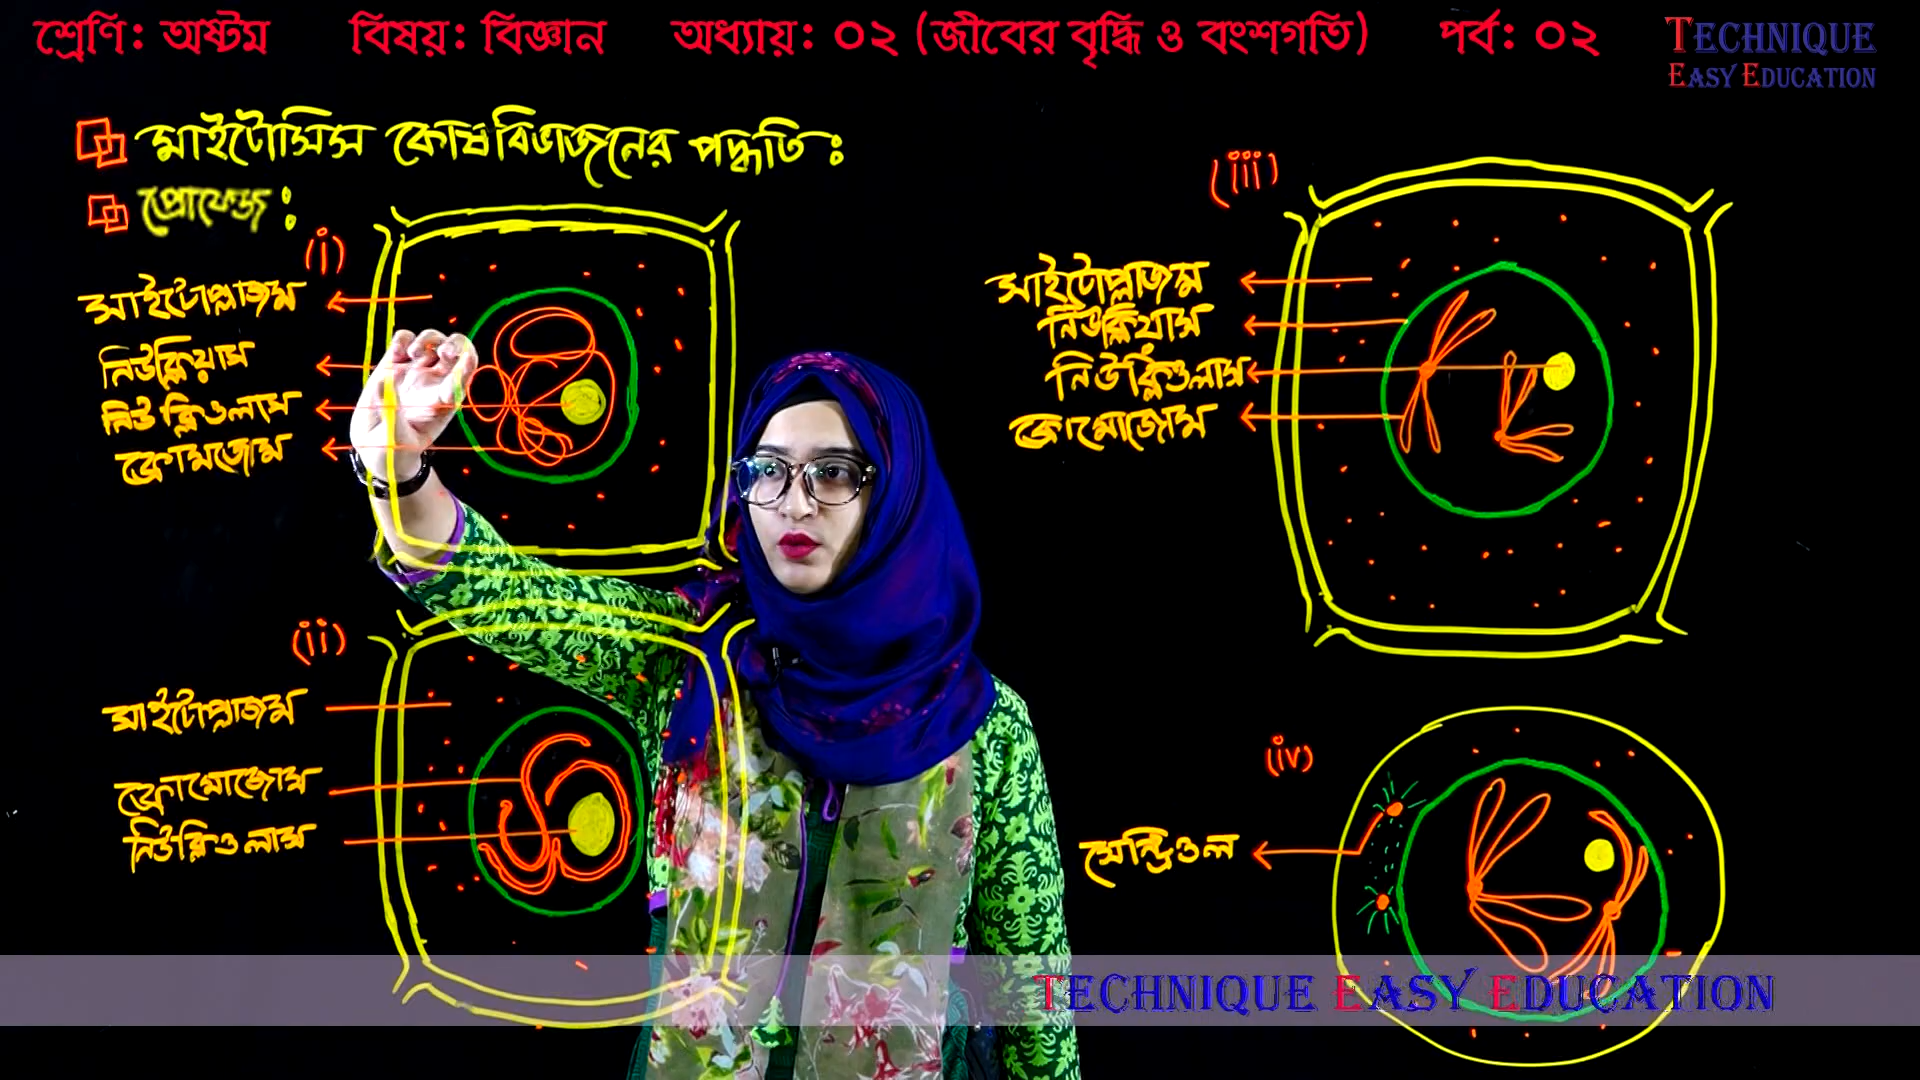 শ্রেণি: অষ্টম বিষয়: বিজ্ঞান অধ্যায়: ০২ (জীবের বৃদ্ধি ও বংশগতি) পর্ব: ০২
TECHNIQUE
EASY EDUCATION
মাইটোসিস কোষবিভাজনের পদ্ধতি:
প্রোফেজ:
(i)
সাইটোপ্লাজম
নিউক্লিয়াস
নিউক্লিওলাস
ক্রোমজোম
(ii)
সাইটোপ্লাজম
ক্রোমোজোম
নিউক্লিওলাস
(iii)
সাইটোপ্লাজম
নিউক্লিয়াস
নিউক্লিওলাস
ক্রোমোজোম
(iv)
সেন্ট্রিওল
TECHNIQUE EASY EDUCATION